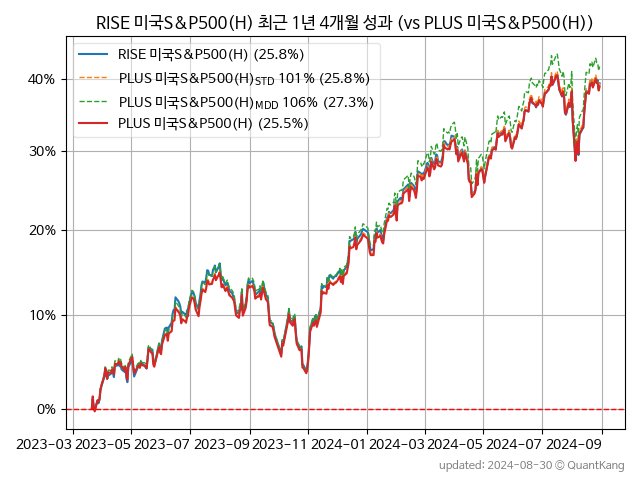 RISE 미국S&P500(H) 최근 1년 4개월 성과 (vs PLUS 미국S&P500(H))
RISE 미국S&P500(H) (25.8%)
PLUS 미국S&P500(H)STD 101% (25.8%)
PLUS 미국S&P500(H)MDD 106% (27.3%)
PLUS 미국S&P500(H) (25.5%)
40%
30%
20%
10%
0%
2023-03 2023-05 2023-07 2023-09 2023-11 2024-01 2024-03 2024-05 2024-07 2024-09
updated: 2024-08-30 © QuantKang